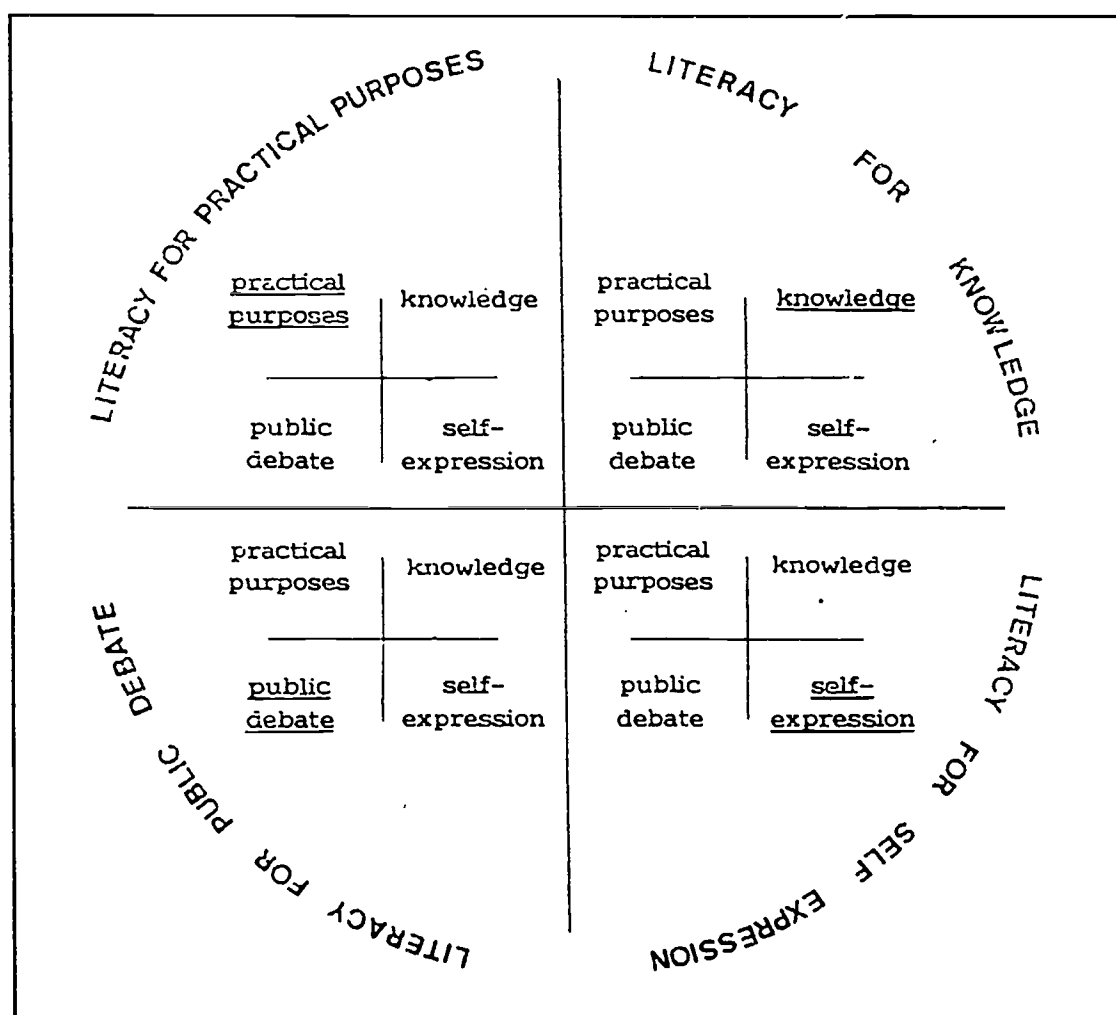 LITERACY FOR PRACTICAL PURPOSES
LITERACY FOR KNOWLEDGE
practical
purposes
knowledge
public
debate
self-
expression
practical
purposes
knowledge
public
debate
self-
expression
practical
purposes
knowledge
public
debate
self-
expression
practical
purposes
knowledge
public
debate
self-
expression
LITERACY FOR PUBLIC DEBATE
LITERACY FOR SELF EXPRESSION